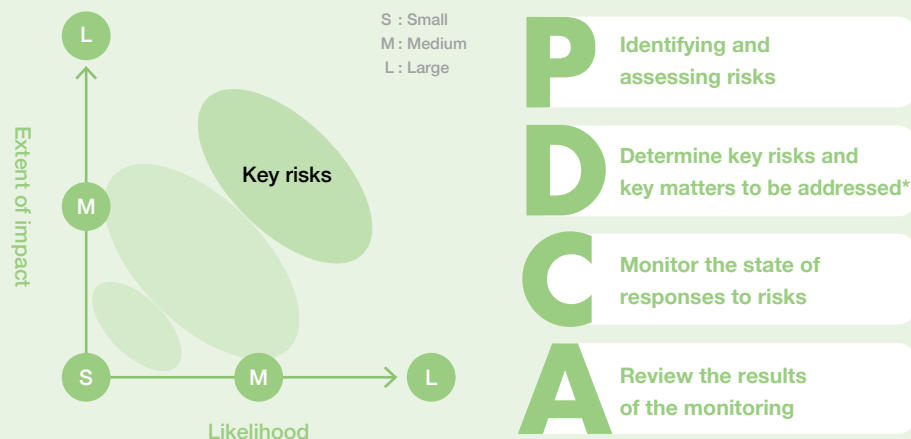 L
S : Small
M : Medium
L : Large
Extent of impact
Key risks
M
S
M
L
Likelihood
P
Identifying and
assessing risks
D
Determine key risks and
key matters to be addressed*
C
Monitor the state of
responses to risks
A
Review the results
of the monitoring